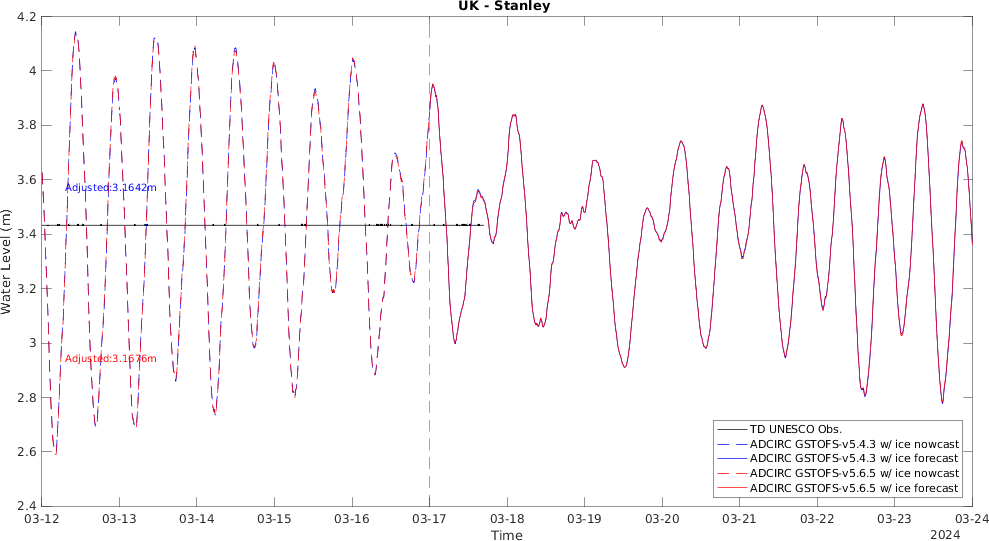 UK - Stanley
4.2
4
3.8
3.6
3.4
3.2
3
2.8
2.6
2.4
Water Level (m)
Adjusted:3.1642m
Adjusted:3.1676m
TD UNESCO Obs.
ADCIRC GSTOFS-v5.4.3 w/ ice nowcast
ADCIRC GSTOFS-v5.4.3 w/ ice forecast
ADCIRC GSTOFS-v5.6.5 w/ ice nowcast
ADCIRC GSTOFS-v5.6.5 w/ ice forecast
03-12 03-13 03-14 03-15 03-16 03-17 03-18 03-19 03-20 03-21 03-22 03-23 03-24
Time
2024